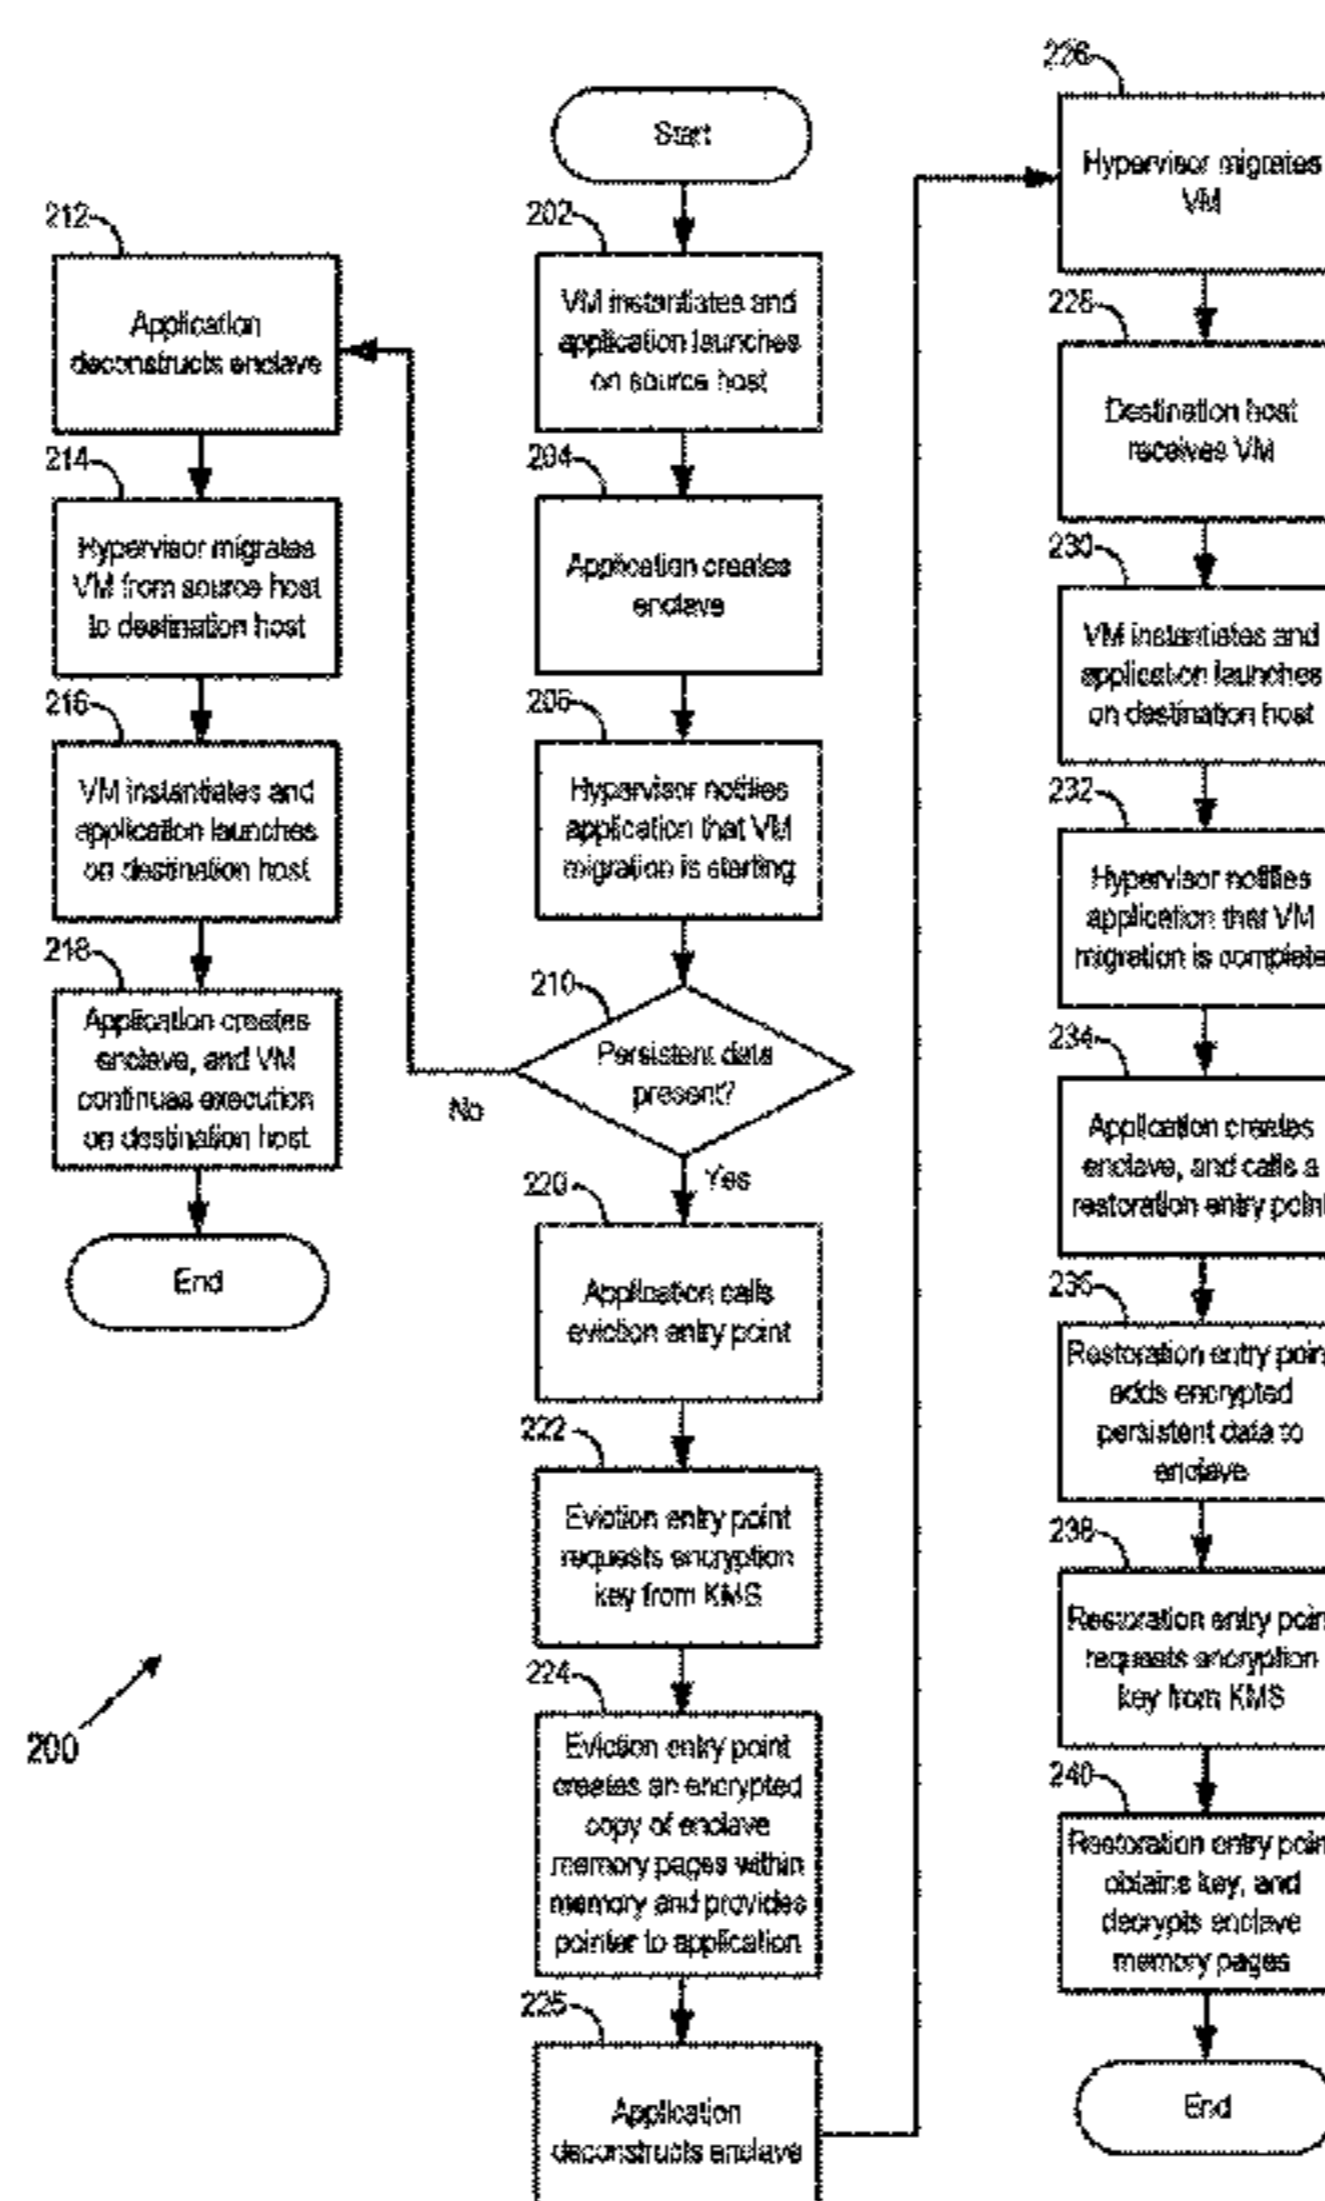 Start
202
VM instantiates and
application launches
on source host
204
Application creates
enclave
206
Hypervisor notifies
application that VM
migration is starting
210
Persistent data
present?
No
Yes
212
Application
deconstructs enclave
214
Hypervisor migrates
VM from source host
to destination host
216
VM instantiates and
application launches
on destination host
218
Application creates
enclave, and VM
continues execution
on destination host
End
220
Application calls
eviction entry point
222
Eviction entry point
requests encryption
key from KMS
224
Eviction entry point
creates an encrypted
copy of enclave
memory pages within
memory and provides
pointer to application
225
Application
deconstructs enclave
226
Hypervisor migrates
VM
228
Destination host
receives VM
230
VM instantiates and
application launches
on destination host
232
Hypervisor notifies
application that VM
migration is complete
234
Application creates
enclave, and calls a
restoration entry point
236
Restoration entry point
adds encrypted
persistent data to
enclave
238
Restoration entry point
requests encryption
key from KMS
240
Restoration entry point
obtains key, and
decrypts enclave
memory pages
End
200